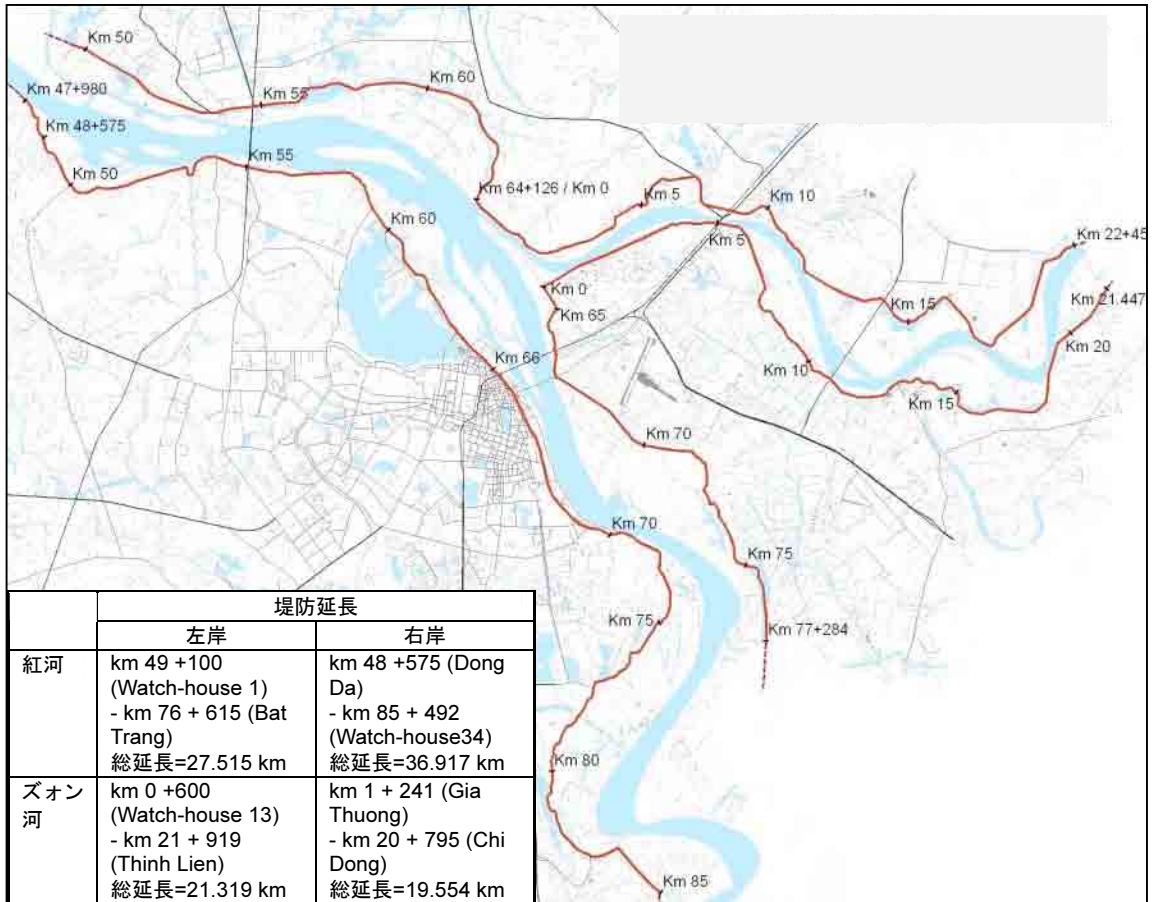 Km 50
Km 47+980
Km 48+575
Km 50
Km 55
Km 55
Km 60
Km 60
Km 64+126 / Km 0
Km 5
Km 10
Km 5
Km 22+45
Km 21.447
Km 0
Km 65
Km 15
Km 20
Km 66
Km 10
Km 15
Km 70
Km 70
Km 75
Km 75
Km 77+284
Km 80
Km 85
堤防延長
左岸 右岸
紅河
km 49 +100
(Watch-house 1)
- km 76 + 615 (Bat
Trang)
総延長=27.515 km
km 48 +575 (Dong
Da)
- km 85 + 492
(Watch-house34)
総延長=36.917 km
ズォン
河
km 0 +600
(Watch-house 13)
- km 21 + 919
(Thinh Lien)
総延長=21.319 km
km 1 + 241 (Gia
Thuong)
- km 20 + 795 (Chi
Dong)
総延長=19.554 km